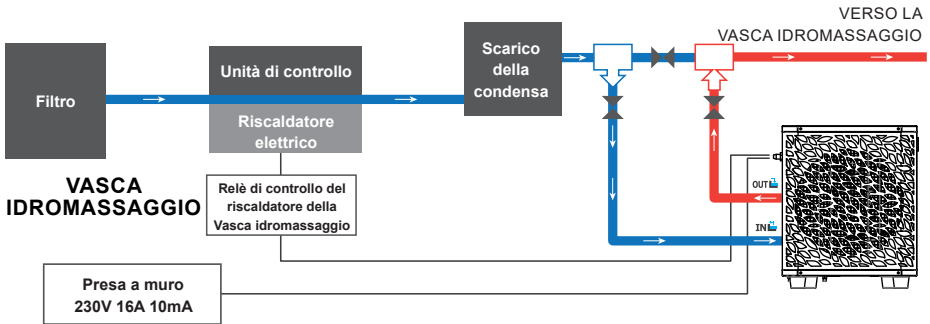 VERSO LA
VASCA IDROMASSAGGIO
Filtro
Unità di controllo
Riscaldatore
elettrico
Scarico
della
condensa
VASCA
IDROMASSAGGIO
Relè di controllo del
riscaldatore della
Vasca idromassaggio
OUT
IN
Presa a muro
230V 16A 10mA